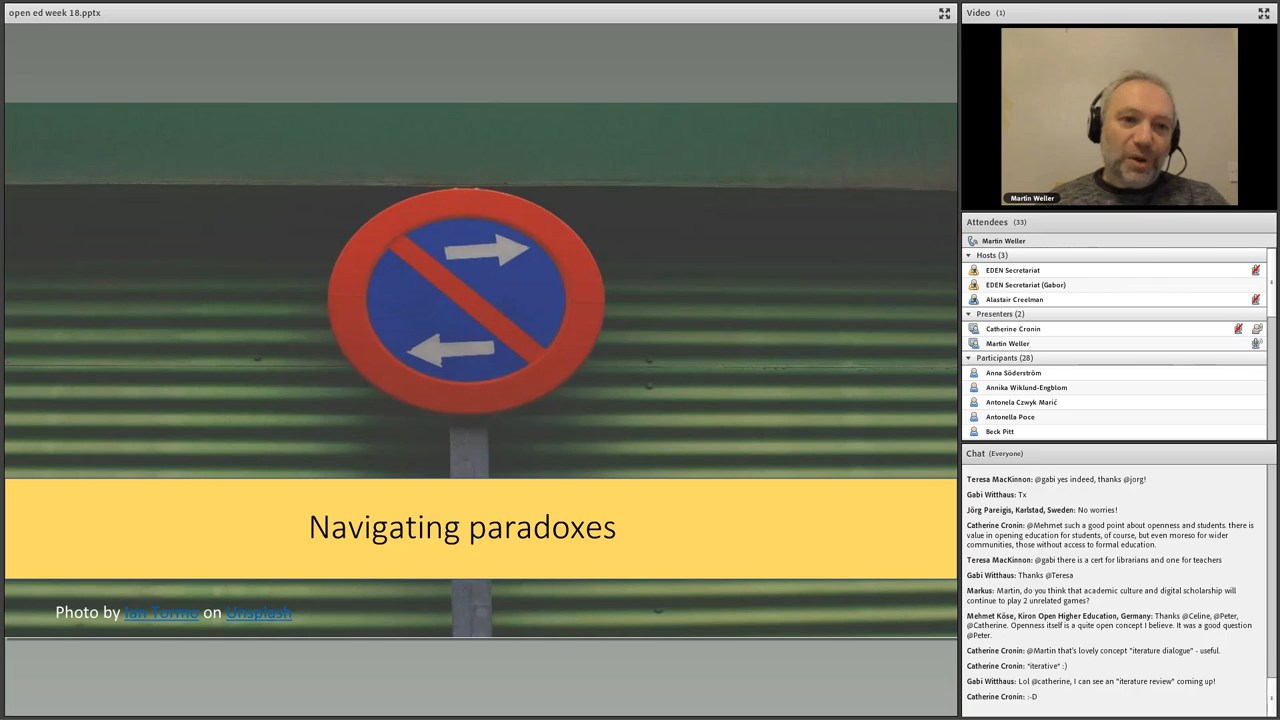 open ed week 18.pptx
Navigating paradoxes
Photo by Ian Tormo on Unsplash
Video (1)
Martin Weller
Attendees (33)
Martin Weller
Hosts (3)
EDEN Secretariat
EDEN Secretariat (Gabor)
Alastair Creelman
Presenters (2)
Catherine Cronin
Martin Weller
Participants (28)
Anna Söderström
Annika Wiklund-Engblom
Antonela Czwyk Marić
Antonella Poce
Beck Pitt
Chat (Everyone)
Teresa MacKinnon: @gabi yes indeed, thanks @jorg!
Gabi Witthaus: Tx
Jörg Pareigis, Karlstad, Sweden: No worries!
Catherine Cronin: @Mehmet such a good point about openness and students. there is
value in opening education for students, of course, but even moreso for wider
communities, those without access to formal education.
Teresa MacKinnon: @gabi there is a cert for librarians and one for teachers
Gabi Witthaus: Thanks @Teresa
Markus: Martin, do you think that academic culture and digital scholarship will
continue to play 2 unrelated games?
Mehmet Köse, Kiron Open Higher Education, Germany: Thanks @Celine, @Peter,
@Catherine. Openness itself is a quite open concept I believe. It was a good question
@Peter.
Catherine Cronin: @Martin that's lovely concept "iterature dialogue" - useful.
Catherine Cronin: *iterative* :)
Gabi Witthaus: Lol @catherine, I can see an "iterature review" coming up!
Catherine Cronin: :-D